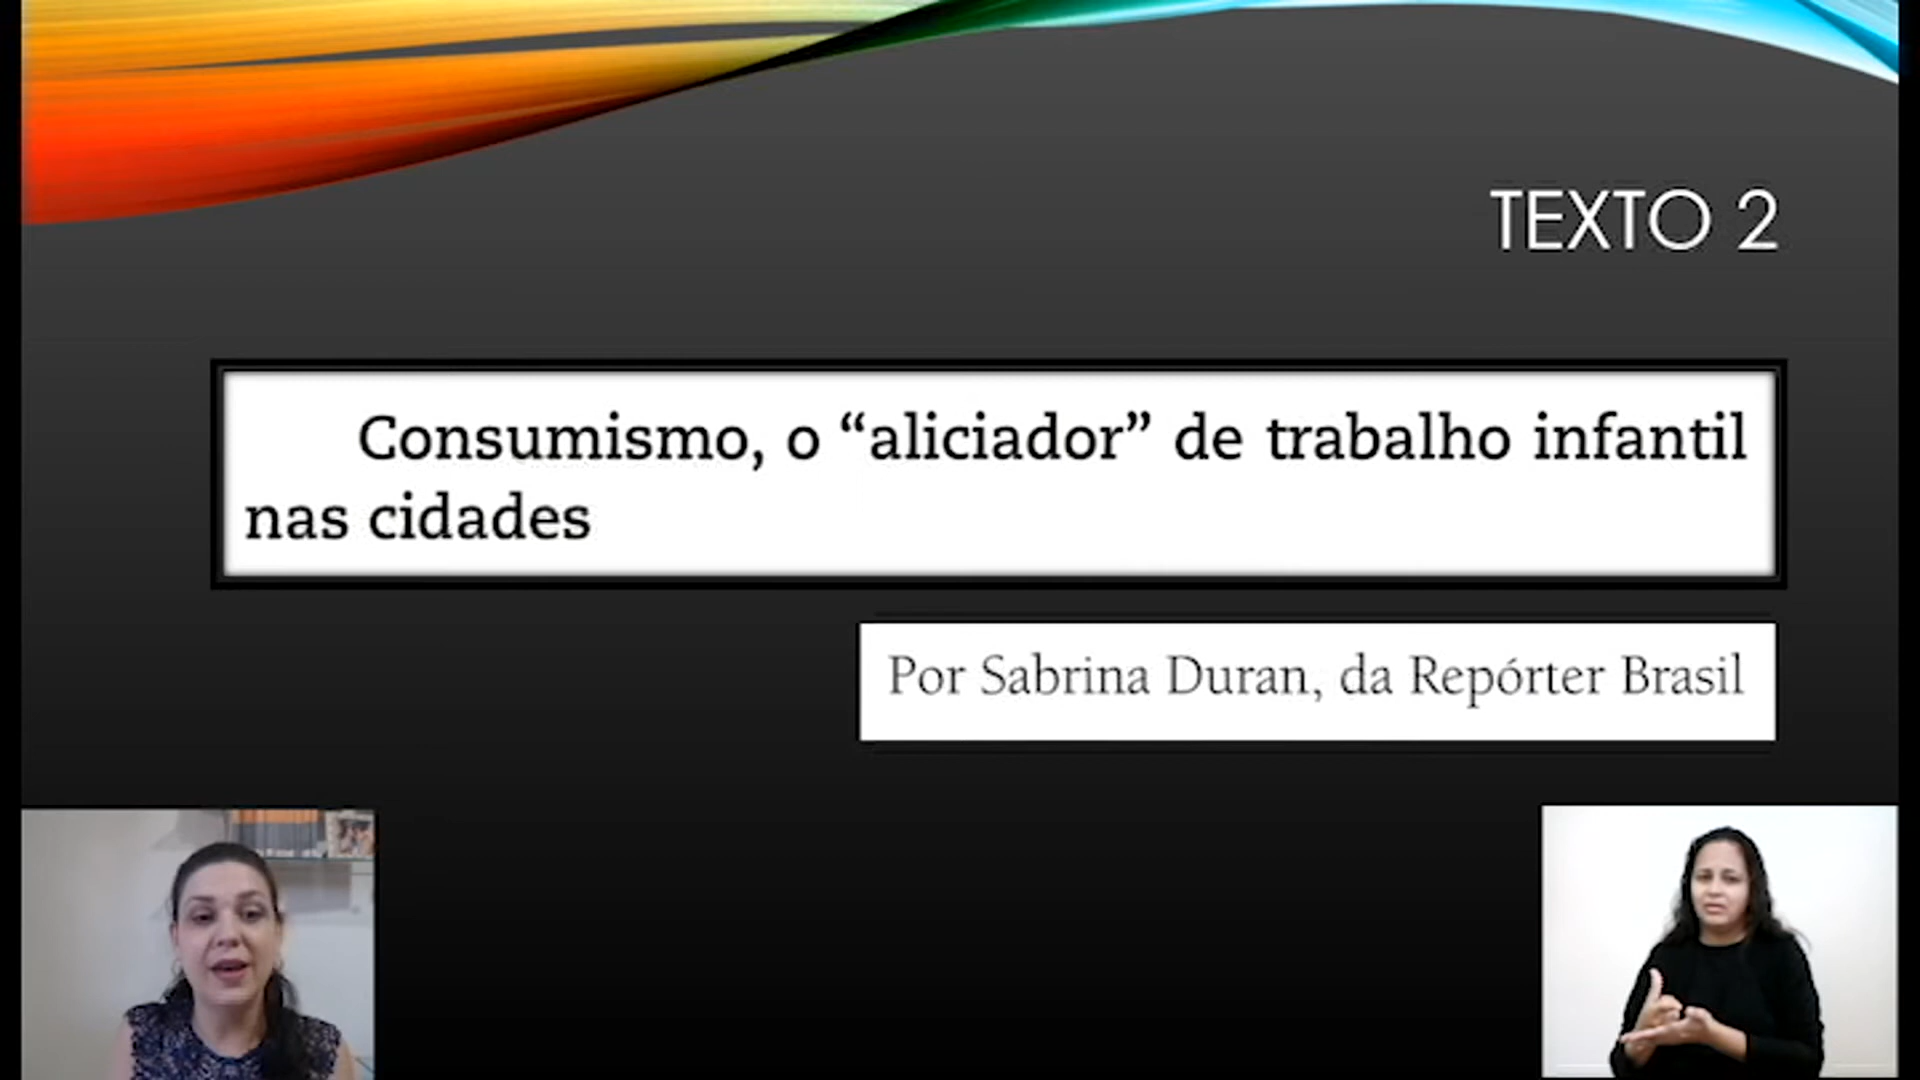 TEXTO 2
Consumismo, o “aliciador” de trabalho infantil
nas cidades
Por Sabrina Duran, da Repórter Brasil